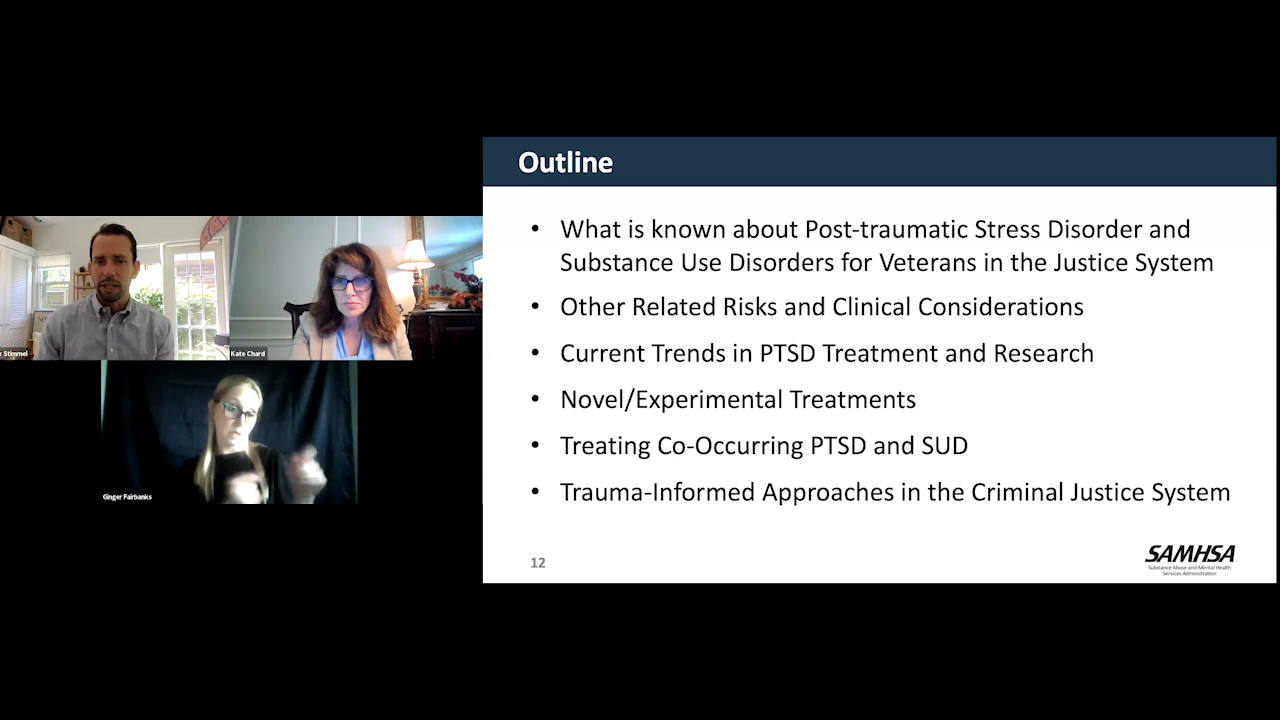 Outline
• What is known about Post-traumatic Stress Disorder and
Substance Use Disorders for Veterans in the Justice System
• Other Related Risks and Clinical Considerations
• Current Trends in PTSD Treatment and Research
• Novel/Experimental Treatments
• Treating Co-Occurring PTSD and SUD
• Trauma-Informed Approaches in the Criminal Justice System
12
SAMHSA
Substance Abuse and Mental Health
Services Administration
Stimmel
Kate Chard
Ginger Fairbanks